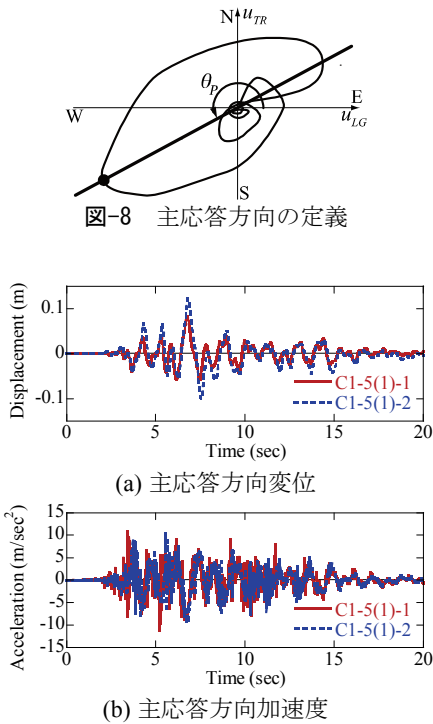 N u_TR
θ_P
W E
u_LG
S
図-8 主応答方向の定義
Displacement (m)
0.1
0
-0.1
C1-5(1)-1
C1-5(1)-2
0 5 10 15 20
Time (sec)
(a) 主応答方向変位
Acceleration (m/sec²)
15
10
5
0
-5
-10
-15
C1-5(1)-1
C1-5(1)-2
0 5 10 15 20
Time (sec)
(b) 主応答方向加速度